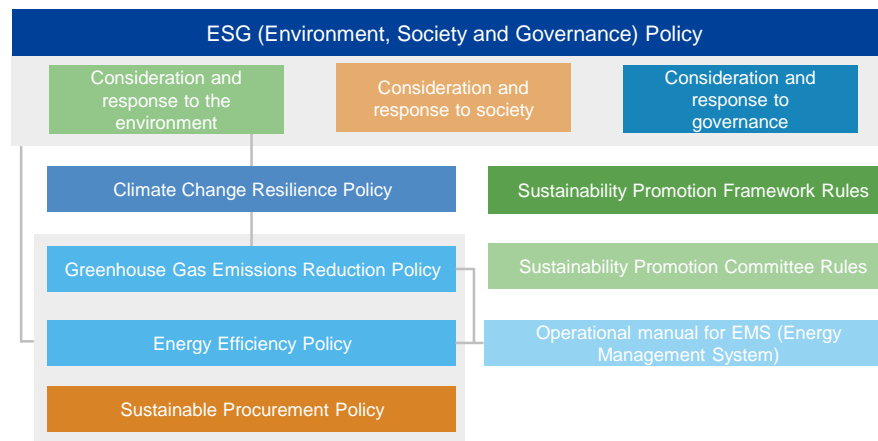 ESG (Environment, Society and Governance) Policy
Consideration and
response to the
environment
Consideration and
response to society
Consideration and
response to
governance
Climate Change Resilience Policy
Sustainability Promotion Framework Rules
Greenhouse Gas Emissions Reduction Policy
Sustainability Promotion Committee Rules
Energy Efficiency Policy
Operational manual for EMS (Energy
Management System)
Sustainable Procurement Policy